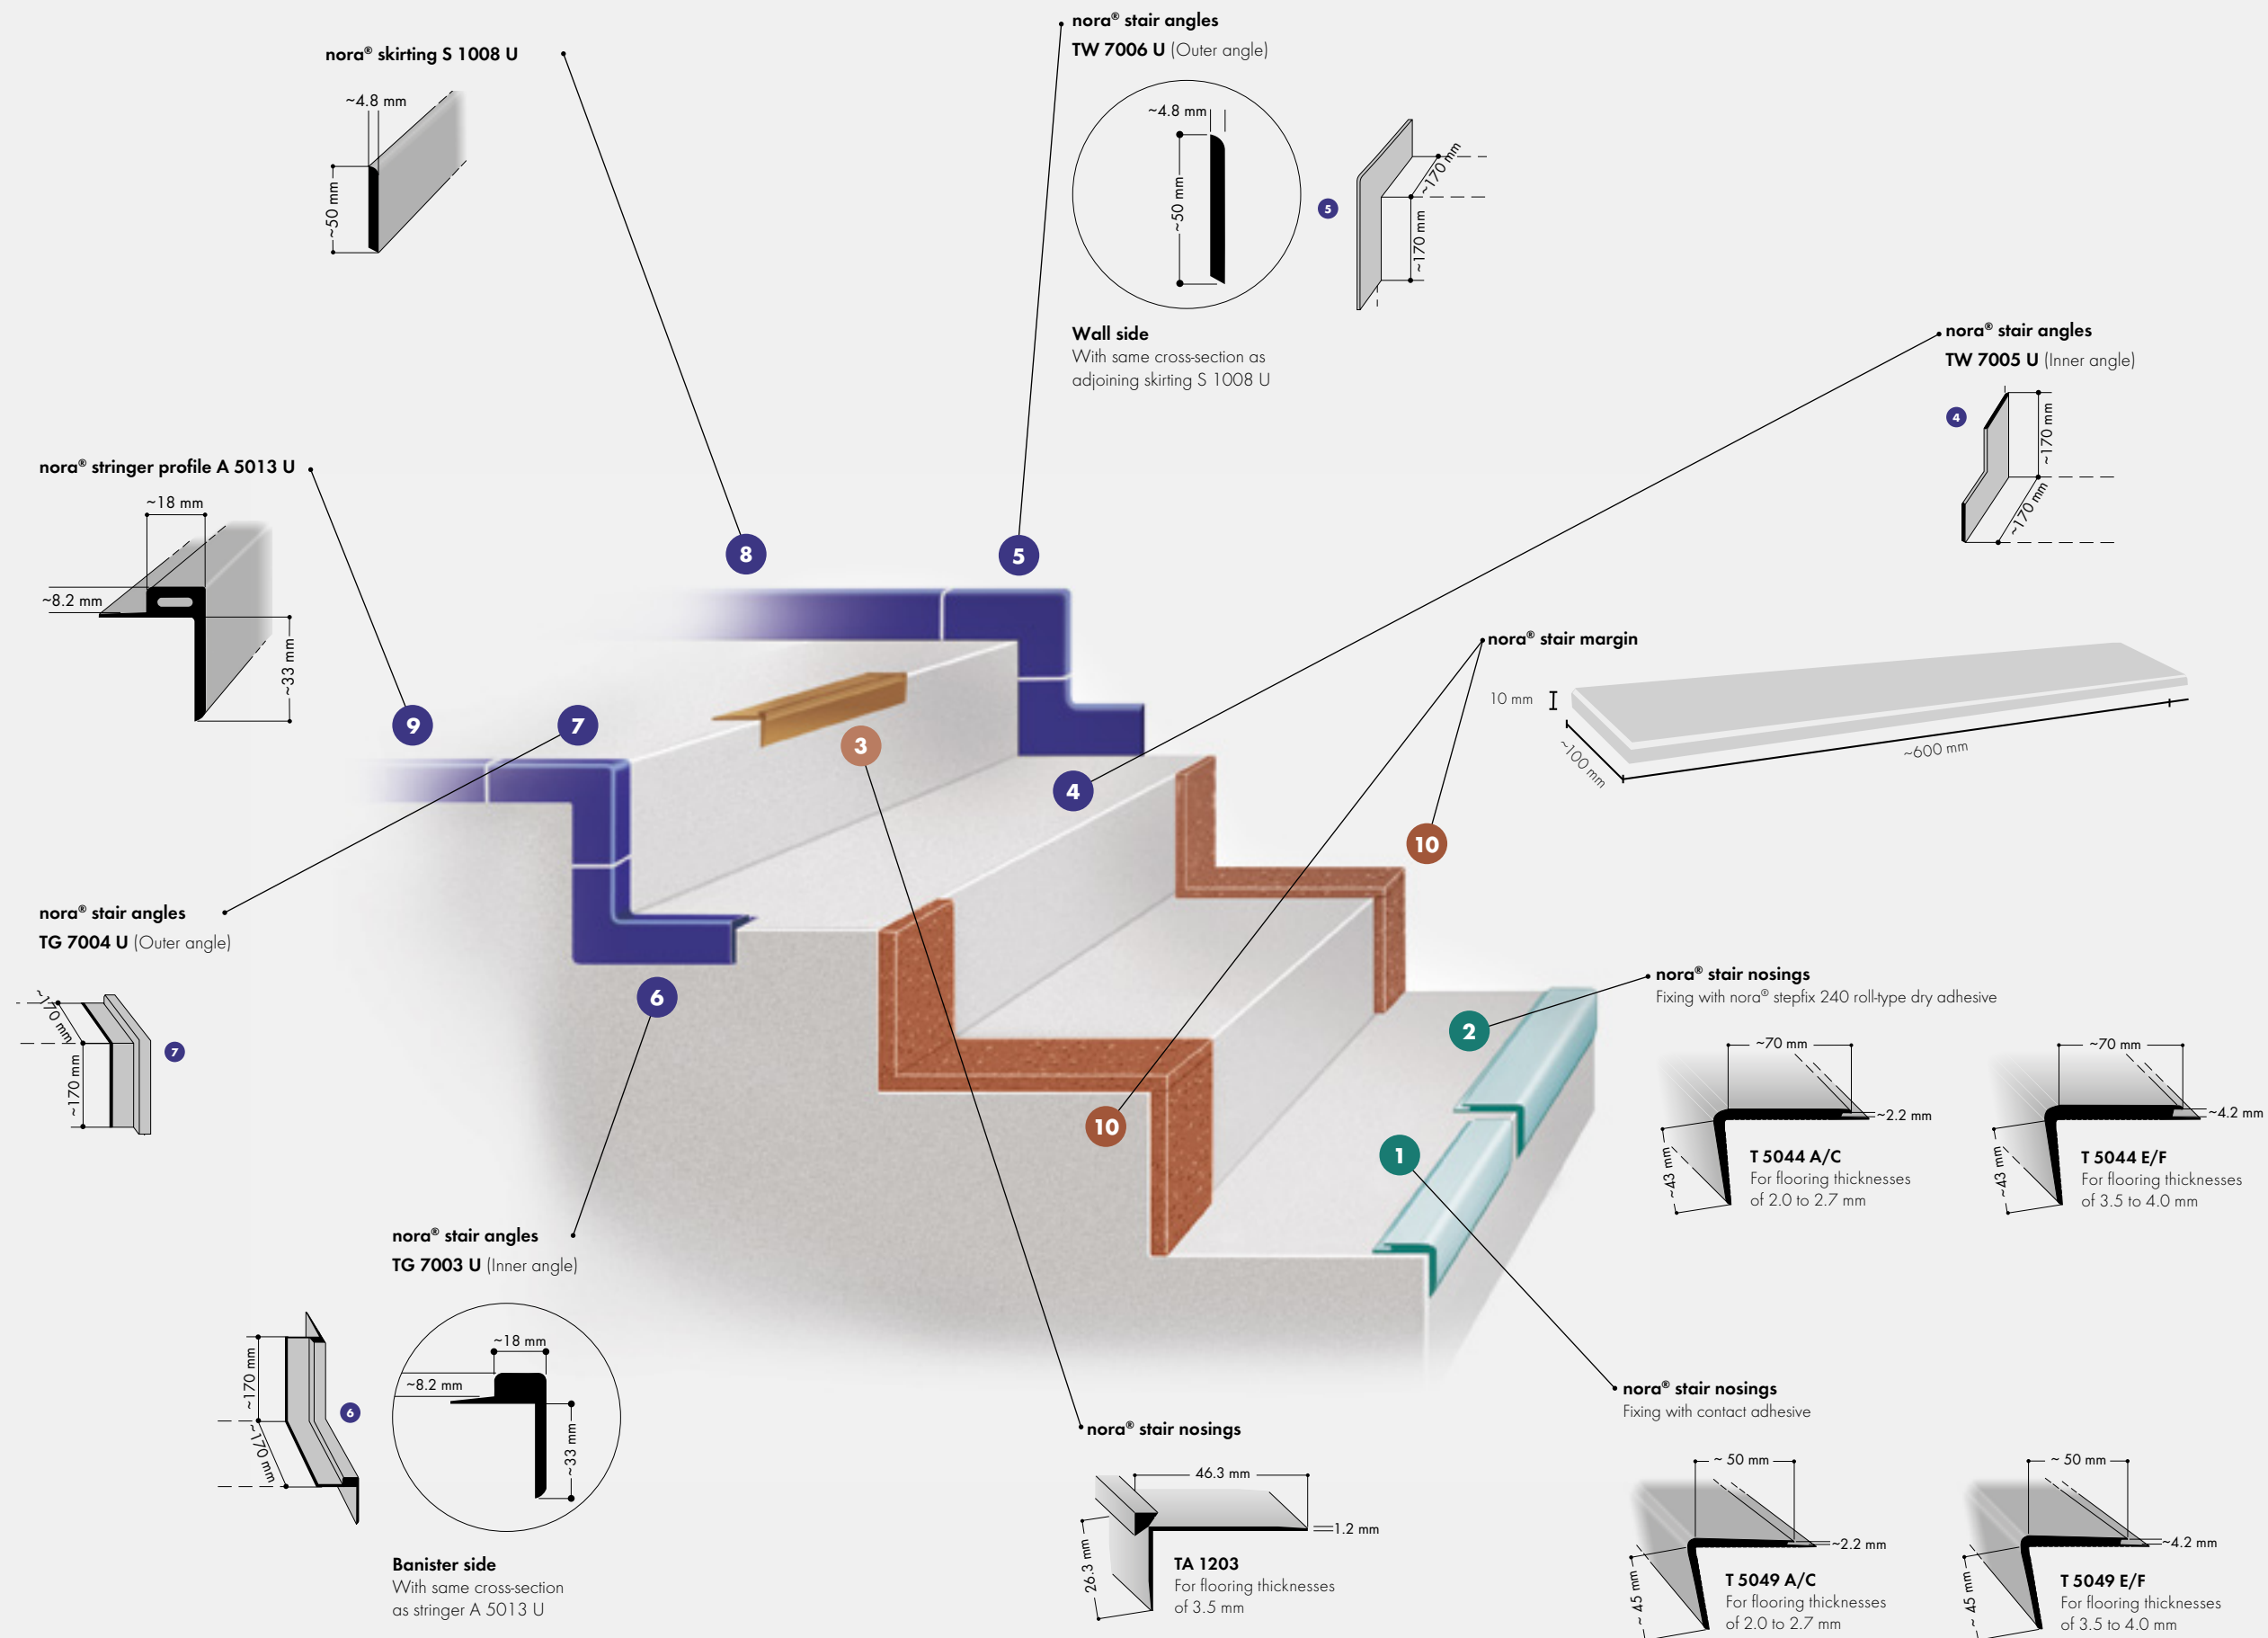 nora® skirting S 1008 U
~4.8 mm
~50 mm
nora® stair angles
TW 7006 U (Outer angle)
~4.8 mm
~50 mm
5
~170 mm
~170 mm
Wall side
With same cross-section as
adjoining skirting S 1008 U
nora® stair angles
TW 7005 U (Inner angle)
4
~170 mm
~170 mm
nora® stringer profile A 5013 U
~18 mm
~8.2 mm
~33 mm
8
5
9
7
3
4
10
6
10
2
1
nora® stair margin
10 mm
~100 mm
~600 mm
nora® stair angles
TG 7004 U (Outer angle)
~170 mm
~170 mm
7
nora® stair nosings
Fixing with nora® stepfix 240 roll-type dry adhesive
~70 mm
~2.2 mm
~43 mm
T 5044 A/C
For flooring thicknesses
of 2.0 to 2.7 mm
~70 mm
~4.2 mm
~43 mm
T 5044 E/F
For flooring thicknesses
of 3.5 to 4.0 mm
nora® stair angles
TG 7003 U (Inner angle)
~170 mm
~170 mm
6
~18 mm
~8.2 mm
~33 mm
Banister side
With same cross-section
as stringer A 5013 U
nora® stair nosings
46.3 mm
1.2 mm
26.3 mm
TA 1203
For flooring thicknesses
of 3.5 mm
nora® stair nosings
Fixing with contact adhesive
~ 50 mm
~2.2 mm
~ 45 mm
T 5049 A/C
For flooring thicknesses
of 2.0 to 2.7 mm
~ 50 mm
~4.2 mm
~ 45 mm
T 5049 E/F
For flooring thicknesses
of 3.5 to 4.0 mm